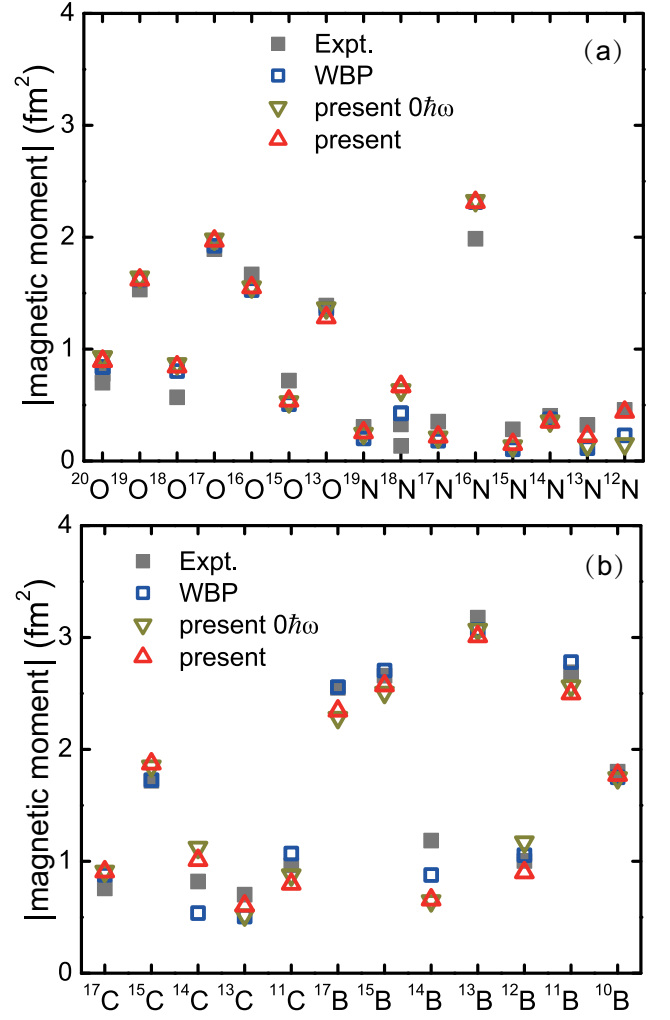 4
3
2
1
0
|magnetic moment| (fm²)
Expt.
WBP
present 0ħω
present
(a)
²⁰O ¹⁹O ¹⁸O ¹⁷O ¹⁶O ¹⁵O ¹³O ¹⁹N ¹⁸N ¹⁷N ¹⁶N ¹⁵N ¹⁴N ¹³N ¹²N
4
3
2
1
0
|magnetic moment| (fm²)
Expt.
WBP
present 0ħω
present
(b)
¹⁷C ¹⁵C ¹⁴C ¹³C ¹¹C ¹⁷B ¹⁵B ¹⁴B ¹³B ¹²B ¹¹B ¹⁰B